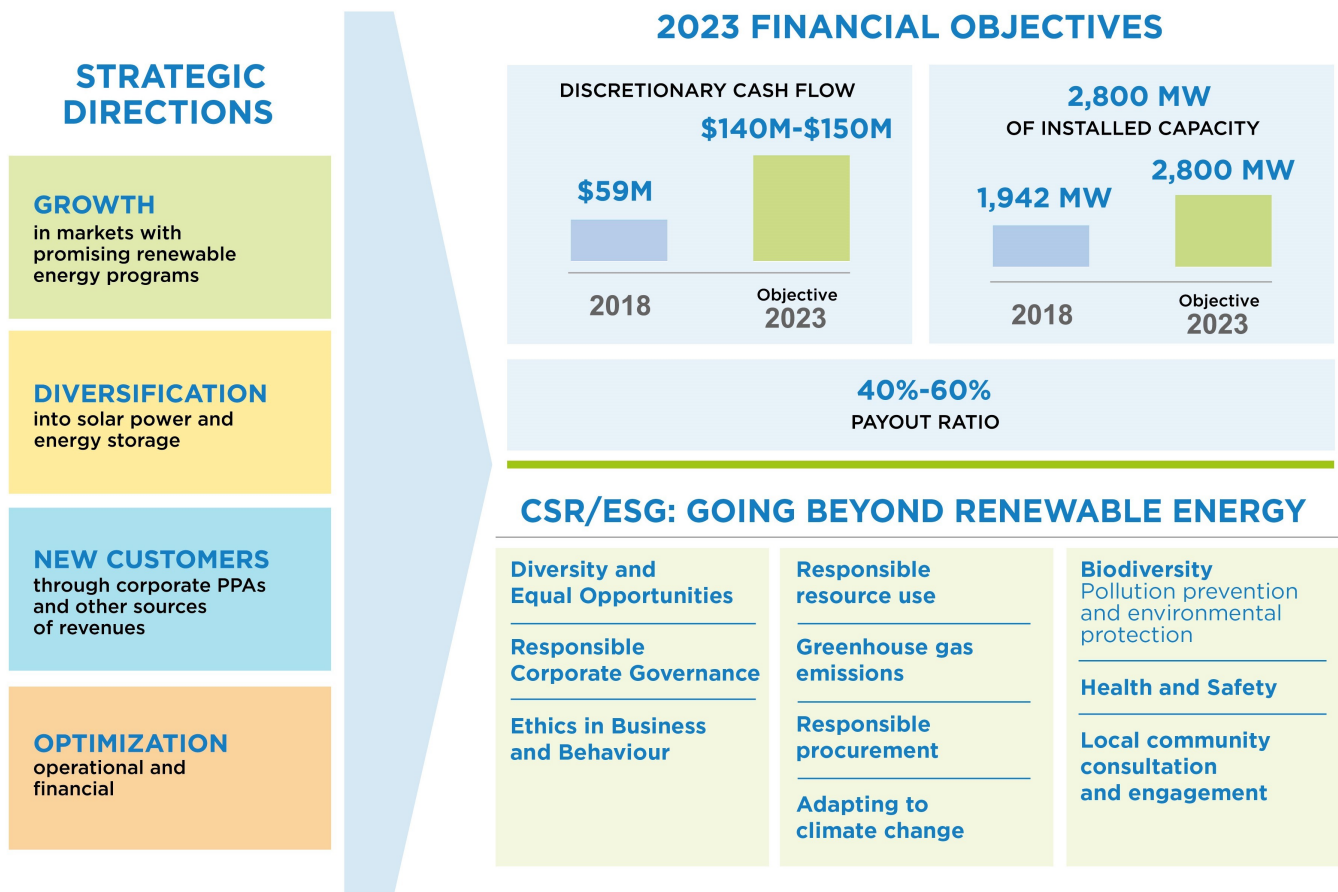 STRATEGIC
DIRECTIONS
GROWTH
in markets with
promising renewable
energy programs
DIVERSIFICATION
into solar power and
energy storage
NEW CUSTOMERS
through corporate PPAs
and other sources
of revenues
OPTIMIZATION
operational and
financial
2023 FINANCIAL OBJECTIVES
DISCRETIONARY CASH FLOW
$140M-$150M
$59M
2018
Objective
2023
2,800 MW
OF INSTALLED CAPACITY
2,800 MW
1,942 MW
2018
Objective
2023
40%-60%
PAYOUT RATIO
CSR/ESG: GOING BEYOND RENEWABLE ENERGY
Diversity and
Equal Opportunities
Responsible
Corporate Governance
Ethics in Business
and Behaviour
Responsible
resource use
Greenhouse gas
emissions
Responsible
procurement
Adapting to
climate change
Biodiversity
Pollution prevention
and environmental
protection
Health and Safety
Local community
consultation
and engagement